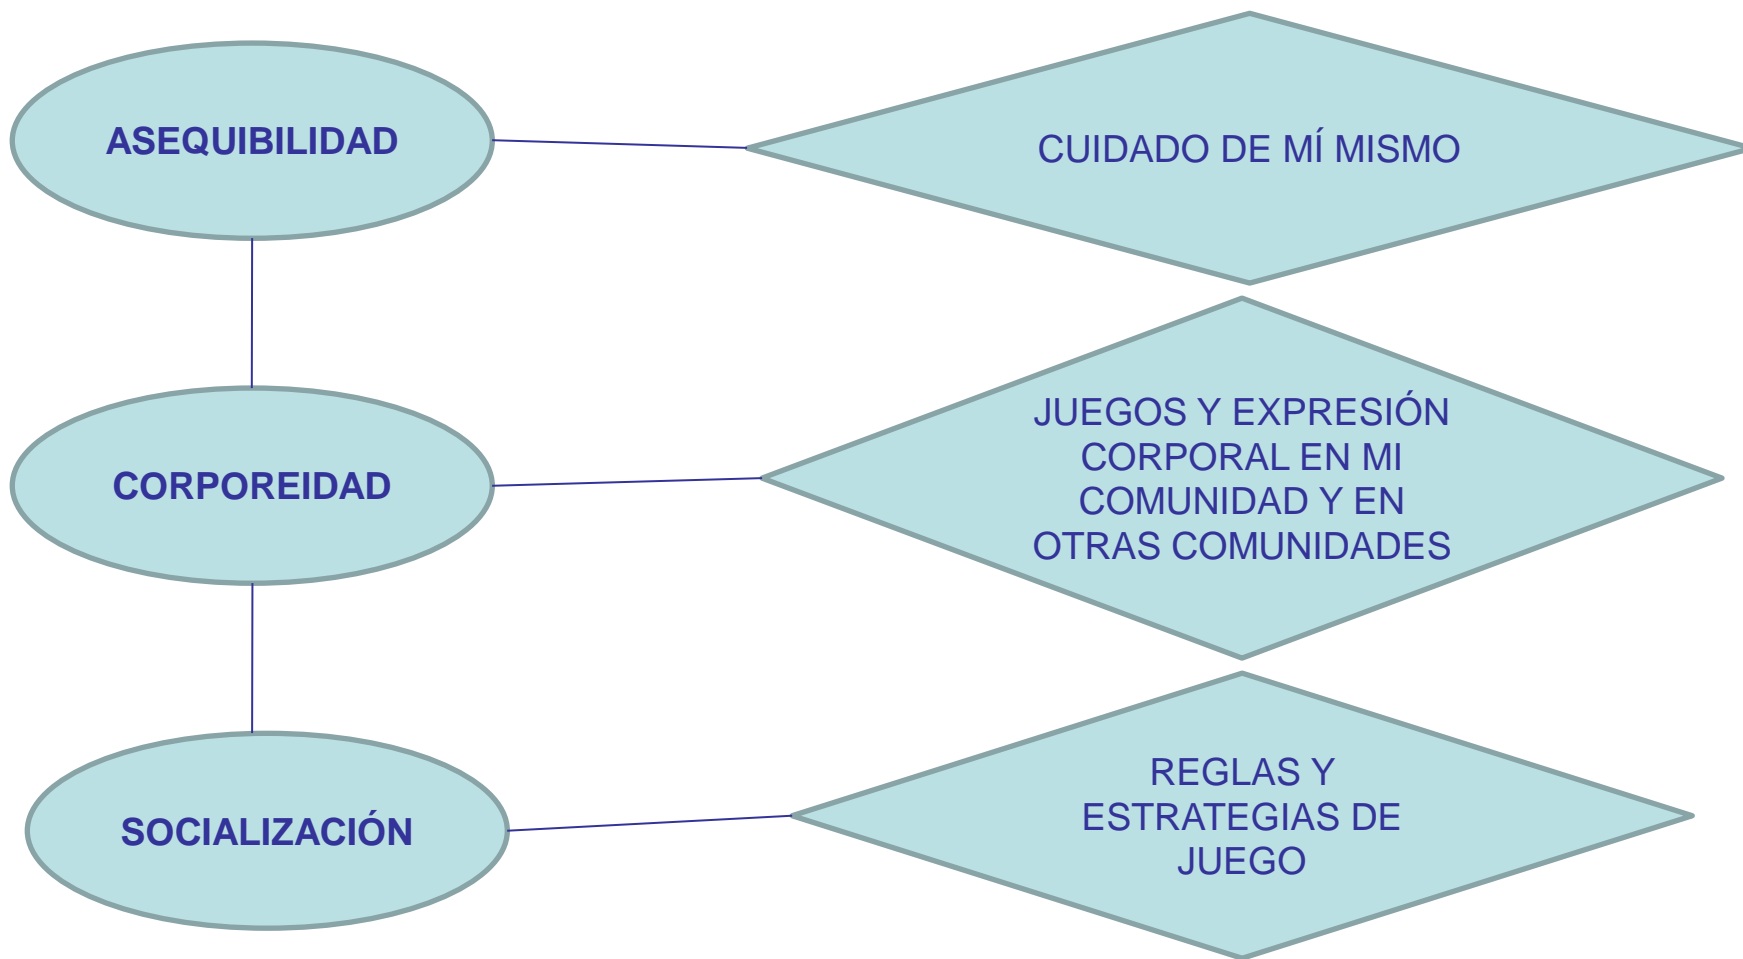 ASEQUIBILIDAD
CUIDADO DE MÍ MISMO
CORPOREIDAD
JUEGOS Y EXPRESIÓN
CORPORAL EN MI
COMUNIDAD Y EN
OTRAS COMUNIDADES
SOCIALIZACIÓN
REGLAS Y
ESTRATEGIAS DE
JUEGO